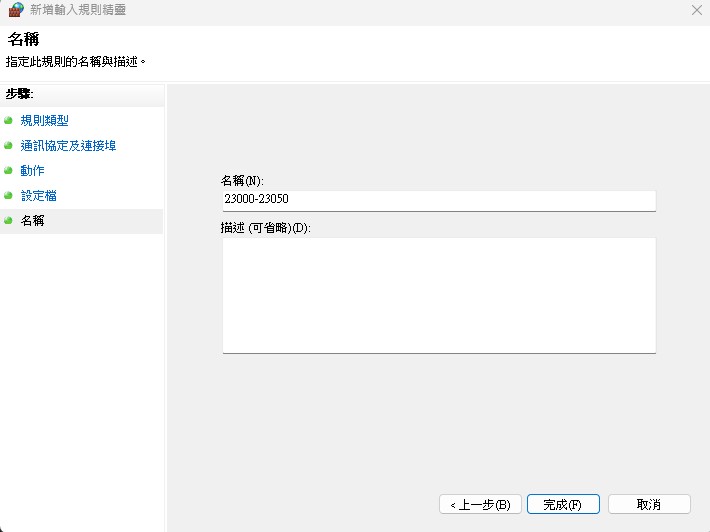 新增輸入規則精靈
名稱
指定此規則的名稱與描述。
步驟:
規則類型
通訊協定及連接埠
動作
設定檔
名稱
名稱(N):
23000-23050
描述 (可省略)(D):
< 上一步(B)
完成(F)
取消